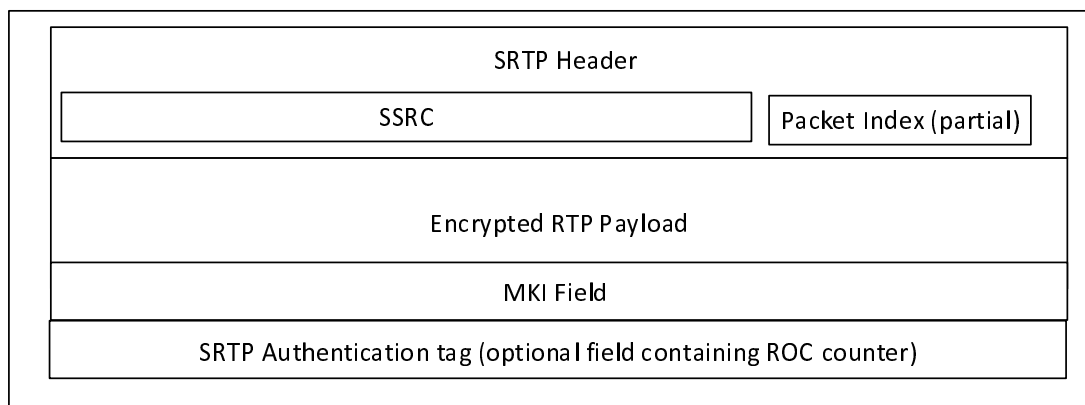 SRTP Header
SSRC
Packet Index (partial)
Encrypted RTP Payload
MKI Field
SRTP Authentication tag (optional field containing ROC counter)